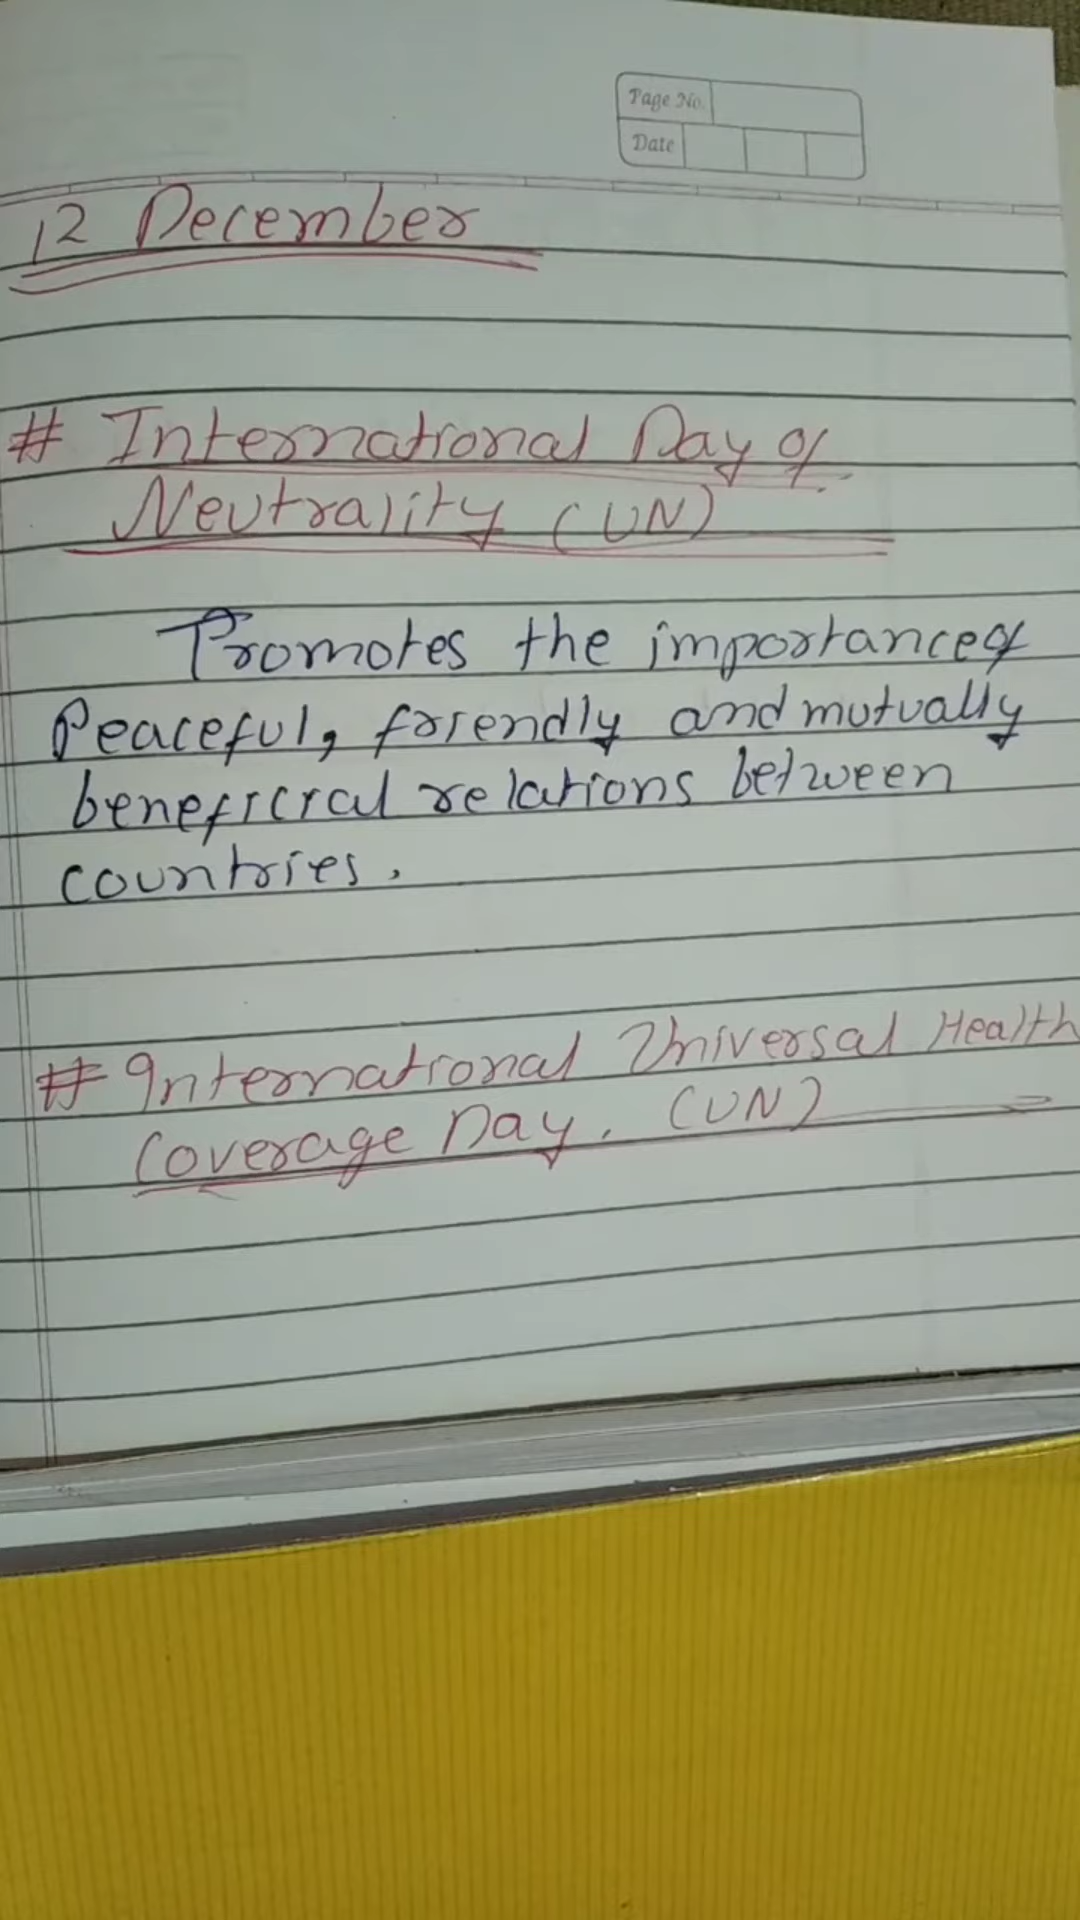 Page No.
Date
12 December
# International Day of
Neutrality (UN)
Promotes the importance of
Peaceful, friendly and mutually
beneficial relations between
countries.
# International Universal Health
Coverage Day. (UN)